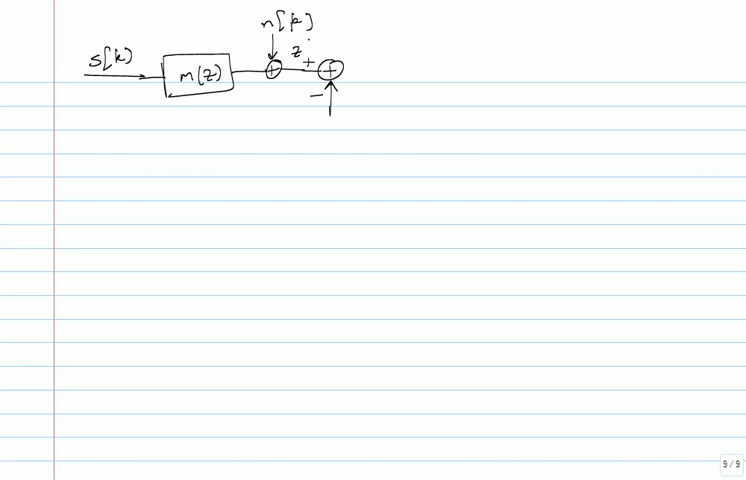 n[k]
s[k]
m(z)
z
+
+
+
−
9/9